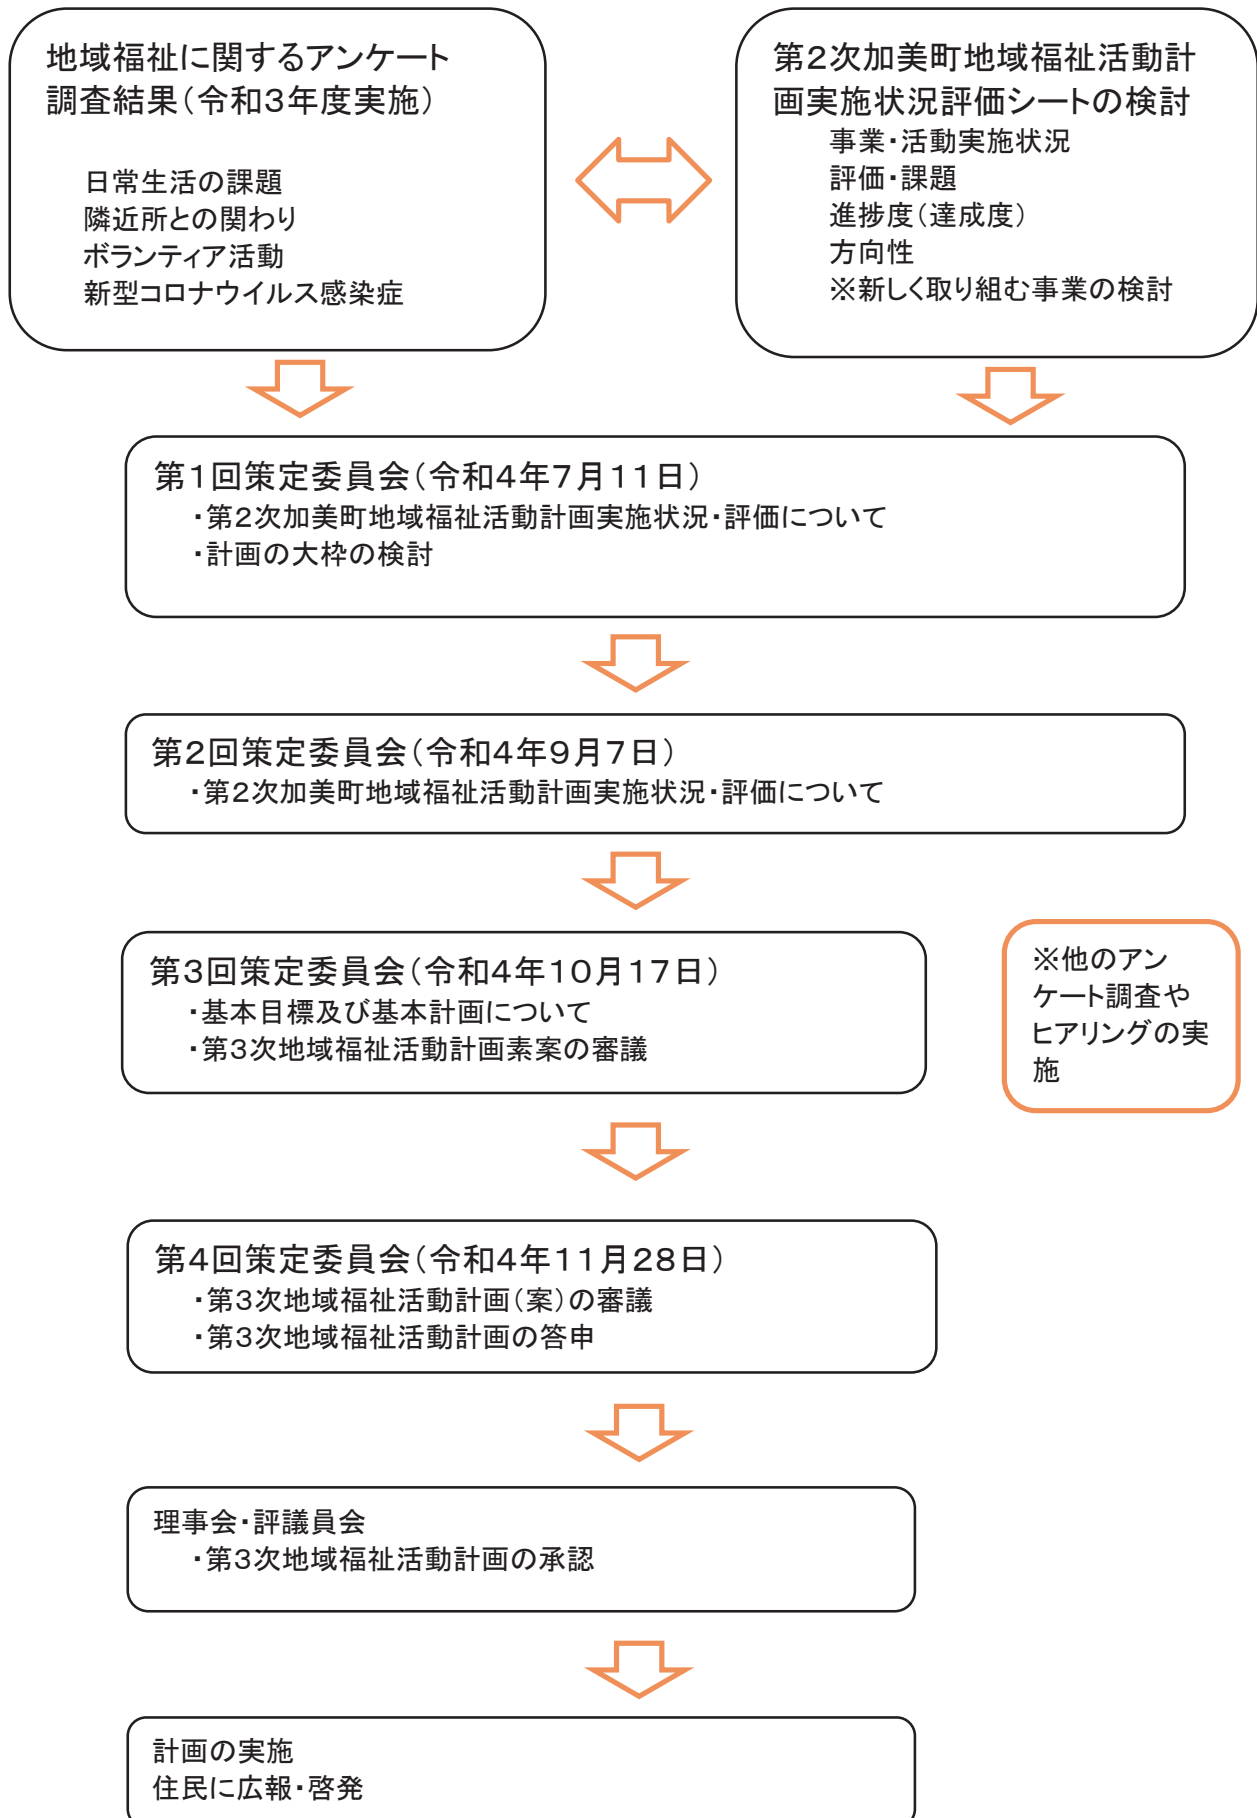 地域福祉に関するアンケート
調査結果（令和３年度実施）
日常生活の課題
隣近所との関わり
ボランティア活動
新型コロナウイルス感染症
第２次加美町地域福祉活動計
画実施状況評価シートの検討
事業・活動実施状況
評価・課題
進捗度（達成度）
方向性
※新しく取り組む事業の検討
第１回策定委員会（令和４年７月１１日）
・第２次加美町地域福祉活動計画実施状況・評価について
・計画の大枠の検討
第２回策定委員会（令和４年９月７日）
・第２次加美町地域福祉活動計画実施状況・評価について
第３回策定委員会（令和４年１０月１７日）
・基本目標及び基本計画について
・第３次地域福祉活動計画素案の審議
※他のアン
ケート調査や
ヒアリングの実
施
第４回策定委員会（令和４年１１月２８日）
・第３次地域福祉活動計画（案）の審議
・第３次地域福祉活動計画の答申
理事会・評議員会
・第３次地域福祉活動計画の承認
計画の実施
住民に広報・啓発